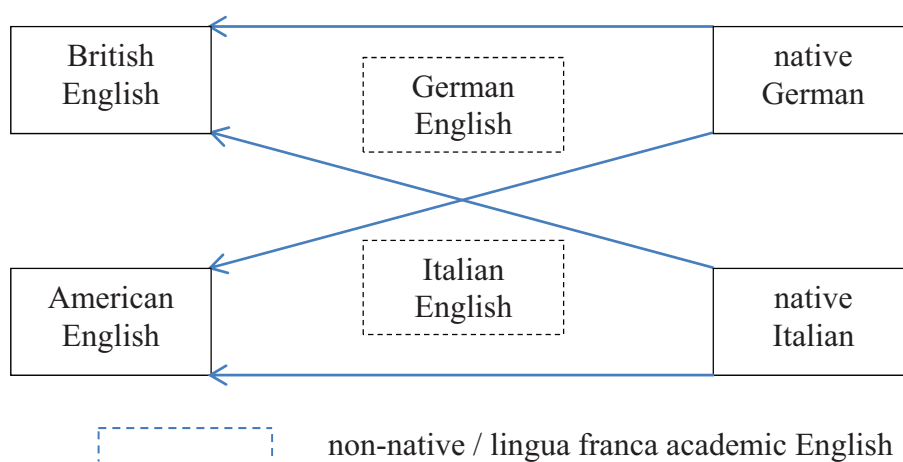 British
English
German
English
native
German
American
English
Italian
English
native
Italian
non-native / lingua franca academic English